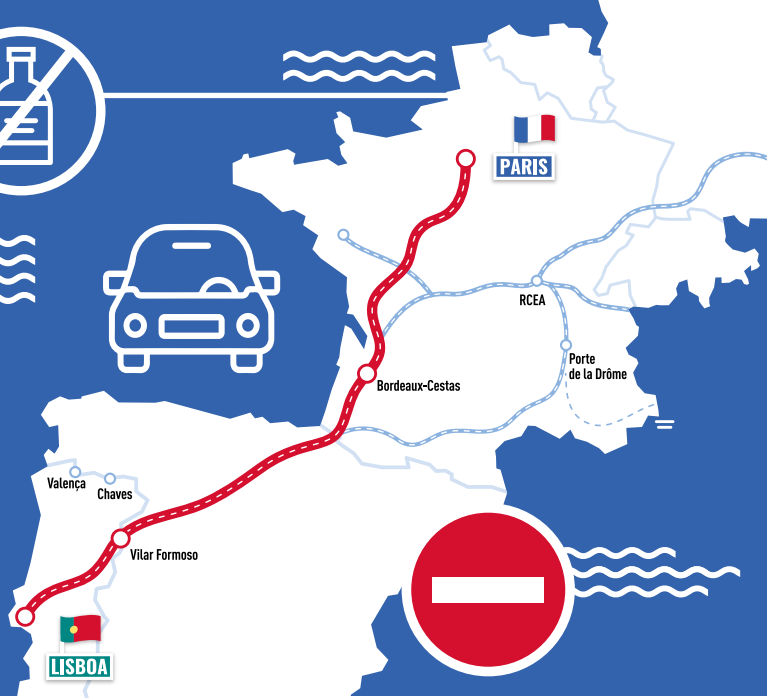 PARIS
RCEA
Porte
de la Drôme
Bordeaux-Cestas
Valença
Chaves
Vilar Formoso
LISBOA